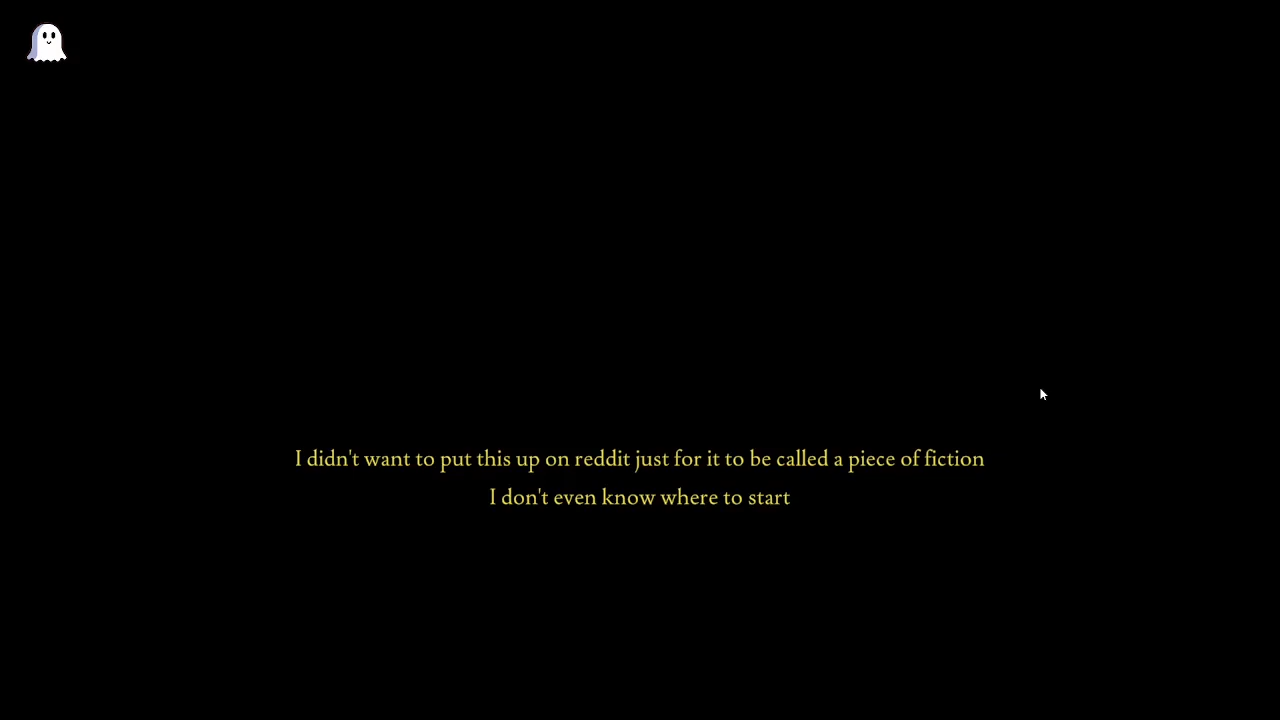 I didn't want to put this up on reddit just for it to be called a piece of fiction
I don't even know where to start